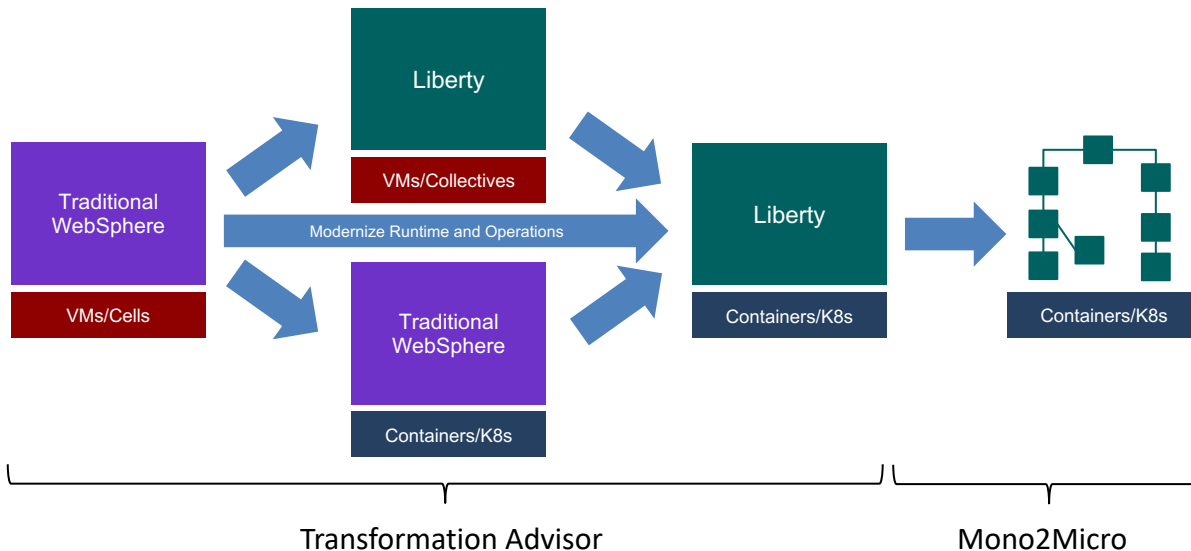 Traditional
WebSphere
VMs/Cells
Liberty
VMs/Collectives
Modernize Runtime and Operations
Traditional
WebSphere
Containers/K8s
Liberty
Containers/K8s
Containers/K8s
Transformation Advisor
Mono2Micro